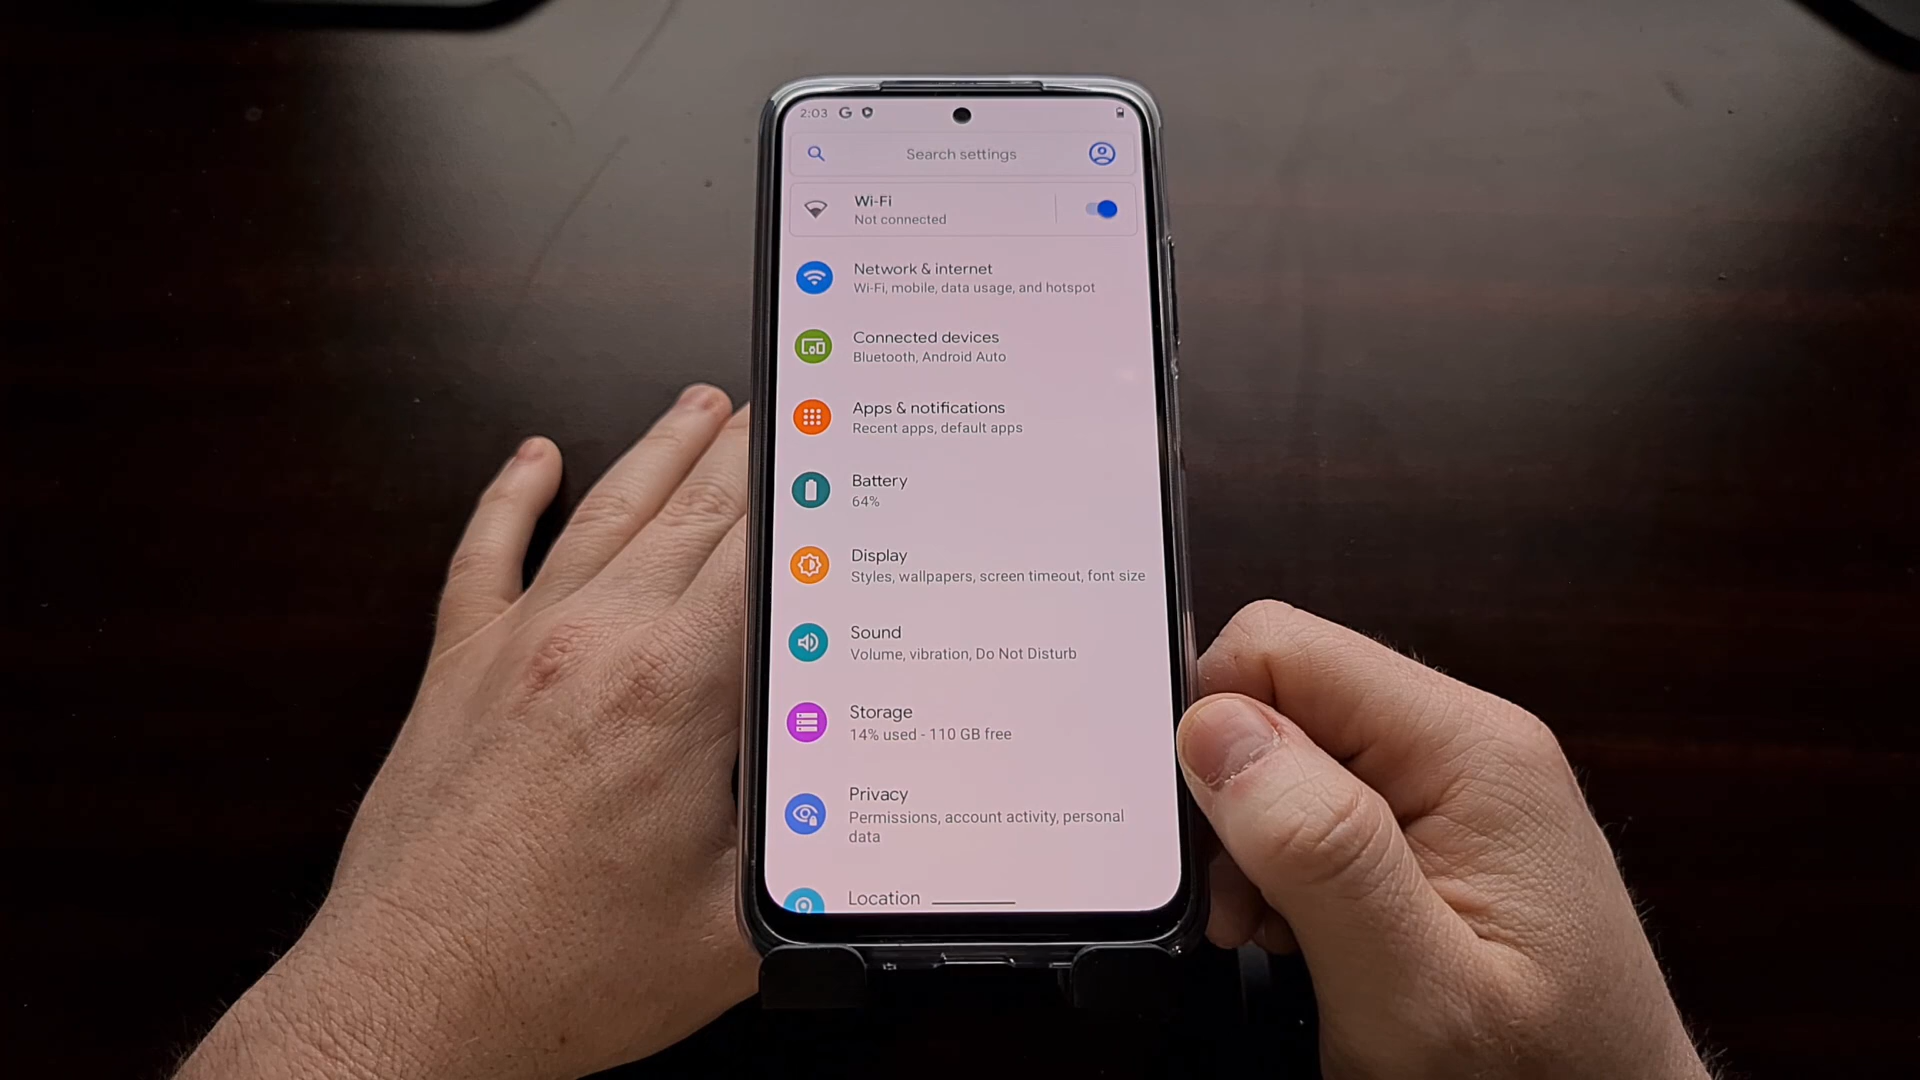 2:03 G
Search settings
Wi-Fi
Not connected
Network & internet
Wi-Fi, mobile, data usage, and hotspot
Connected devices
Bluetooth, Android Auto
Apps & notifications
Recent apps, default apps
Battery
64%
Display
Styles, wallpapers, screen timeout, font size
Sound
Volume, vibration, Do Not Disturb
Storage
14% used - 110 GB free
Privacy
Permissions, account activity, personal
data
Location